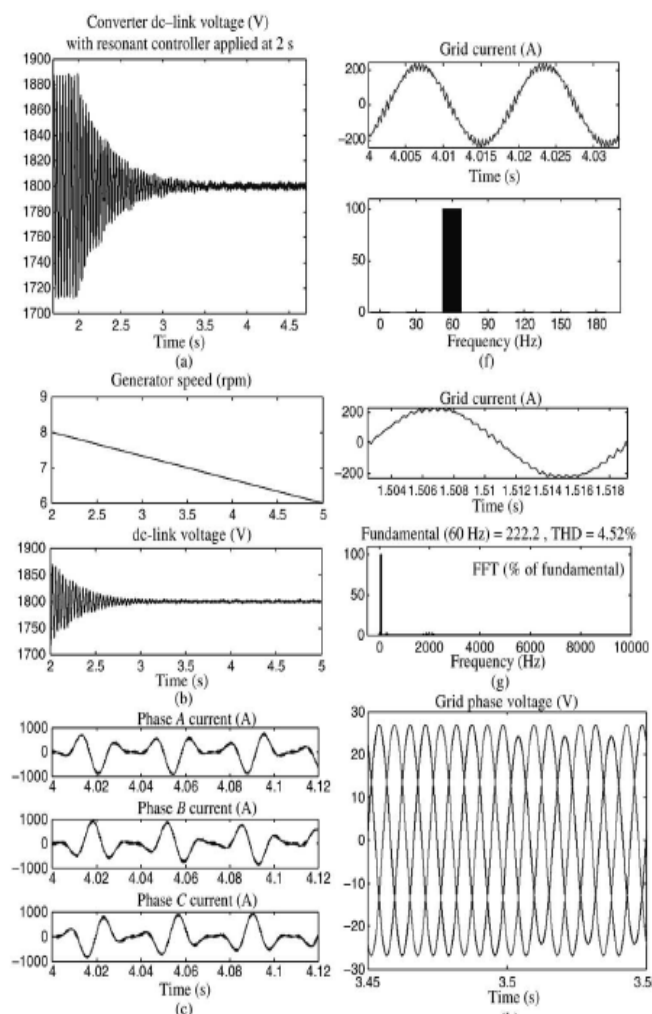 Converter dc–link voltage (V)
with resonant controller applied at 2 s
1900
1880
1860
1840
1820
1800
1780
1760
1740
1720
1700
2 2.5 3 3.5 4 4.5
Time (s)
(a)
Generator speed (rpm)
9
8
7
6
2 2.5 3 3.5 4 4.5 5
dc-link voltage (V)
1900
1800
1700
2 2.5 3 3.5 4 4.5 5
Time (s)
(b)
Phase A current (A)
1000
0
−1000
4 4.02 4.04 4.06 4.08 4.10 4.12
Phase B current (A)
1000
0
−1000
4 4.02 4.04 4.06 4.08 4.10 4.12
Phase C current (A)
1000
0
−1000
4 4.02 4.04 4.06 4.08 4.10 4.12
Time (s)
(c)
Grid current (A)
200
0
−200
4 4.005 4.01 4.015 4.02 4.025 4.03
Time (s)
100
50
0
0 30 60 90 120 150 180
Frequency (Hz)
(f)
Grid current (A)
200
0
−200
1.504 1.506 1.508 1.51 1.512 1.514 1.516 1.518
Time (s)
Fundamental (60 Hz) = 222.2 , THD = 4.52%
100
50
0
FFT (% of fundamental)
0 2000 4000 6000 8000 10000
Frequency (Hz)
(g)
Grid phase voltage (V)
30
20
10
0
−10
−20
−30
3.45 3.5 3.5
Time (s)